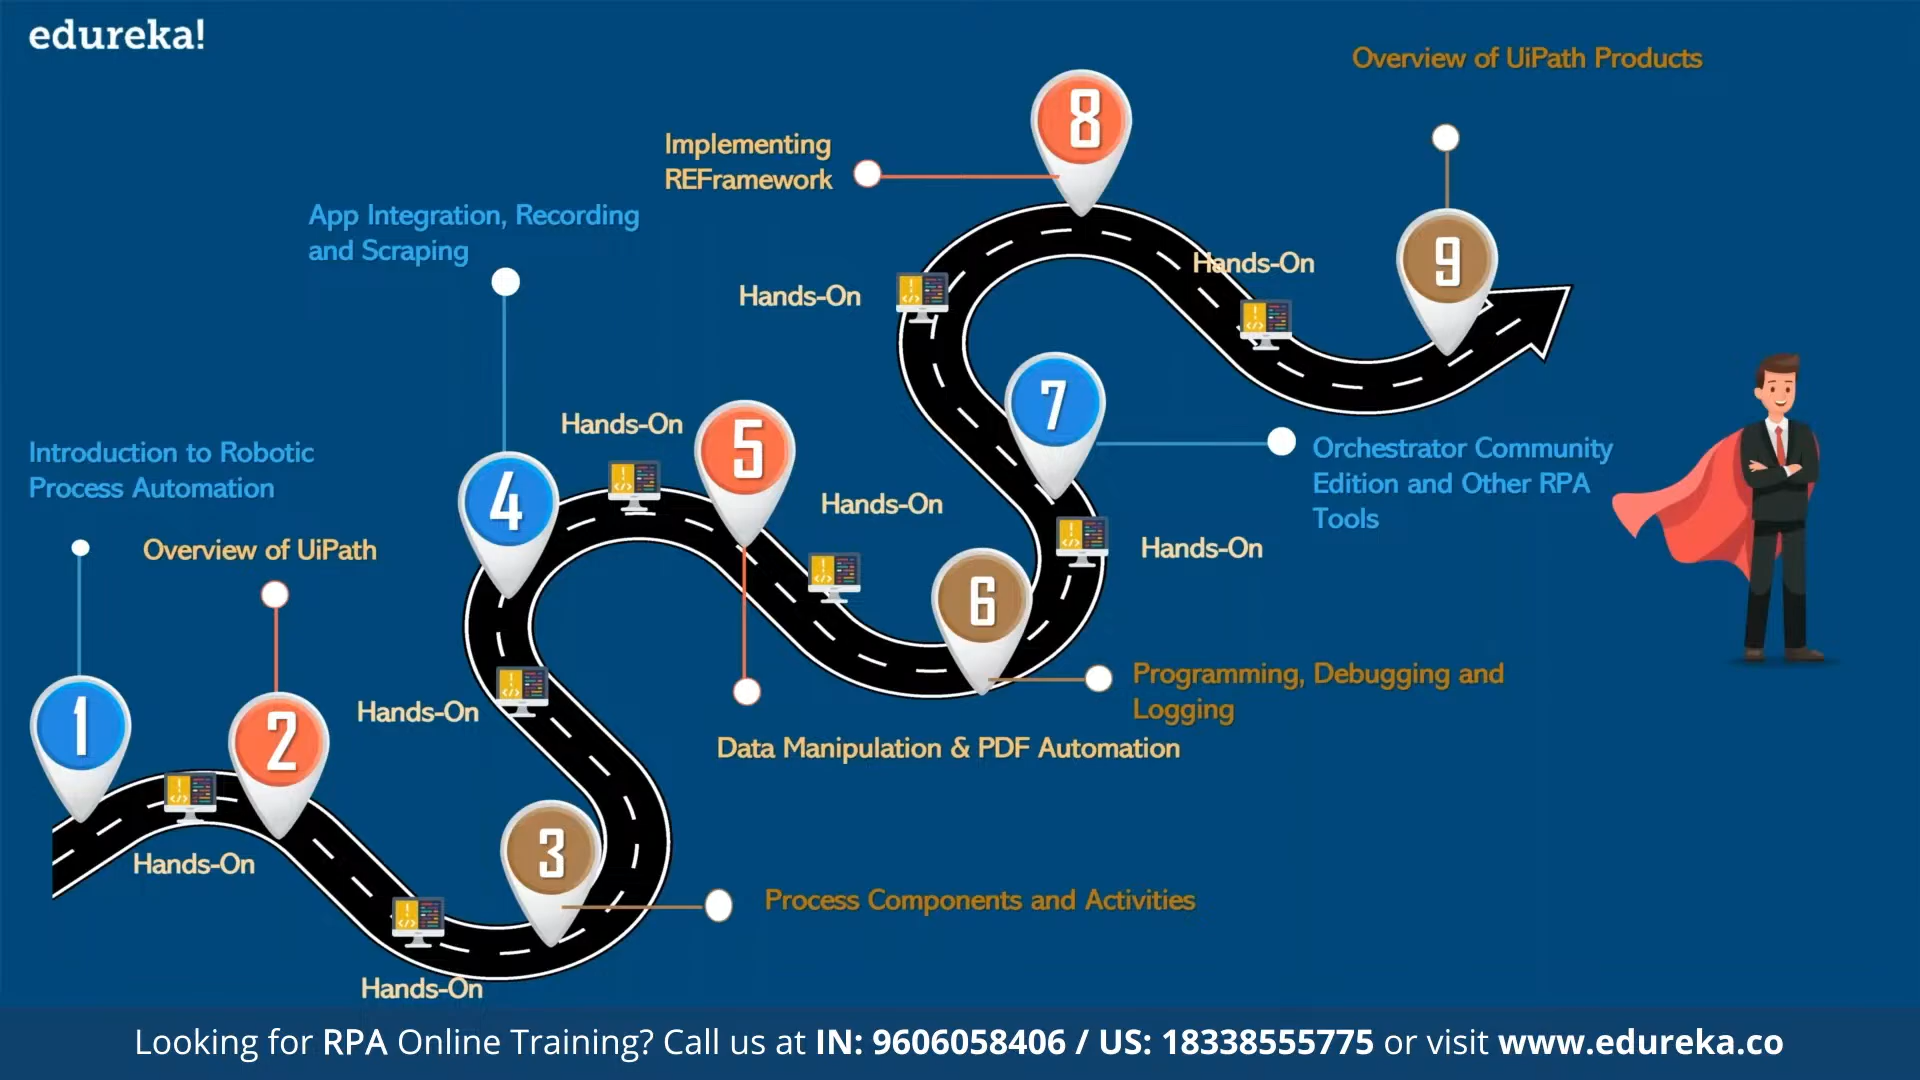 edureka!
Overview of UiPath Products
8
Implementing
REFramework
App Integration, Recording
and Scraping
9
Hands-On
Hands-On
7
Hands-On
5
Introduction to Robotic
Process Automation
Orchestrator Community
Edition and Other RPA
Tools
4
Hands-On
Overview of UiPath
Hands-On
6
Programming, Debugging and
Logging
1
2
Hands-On
Data Manipulation & PDF Automation
3
Hands-On
Process Components and Activities
Hands-On
Looking for RPA Online Training? Call us at IN: 9606058406 / US: 18338555775 or visit www.edureka.co